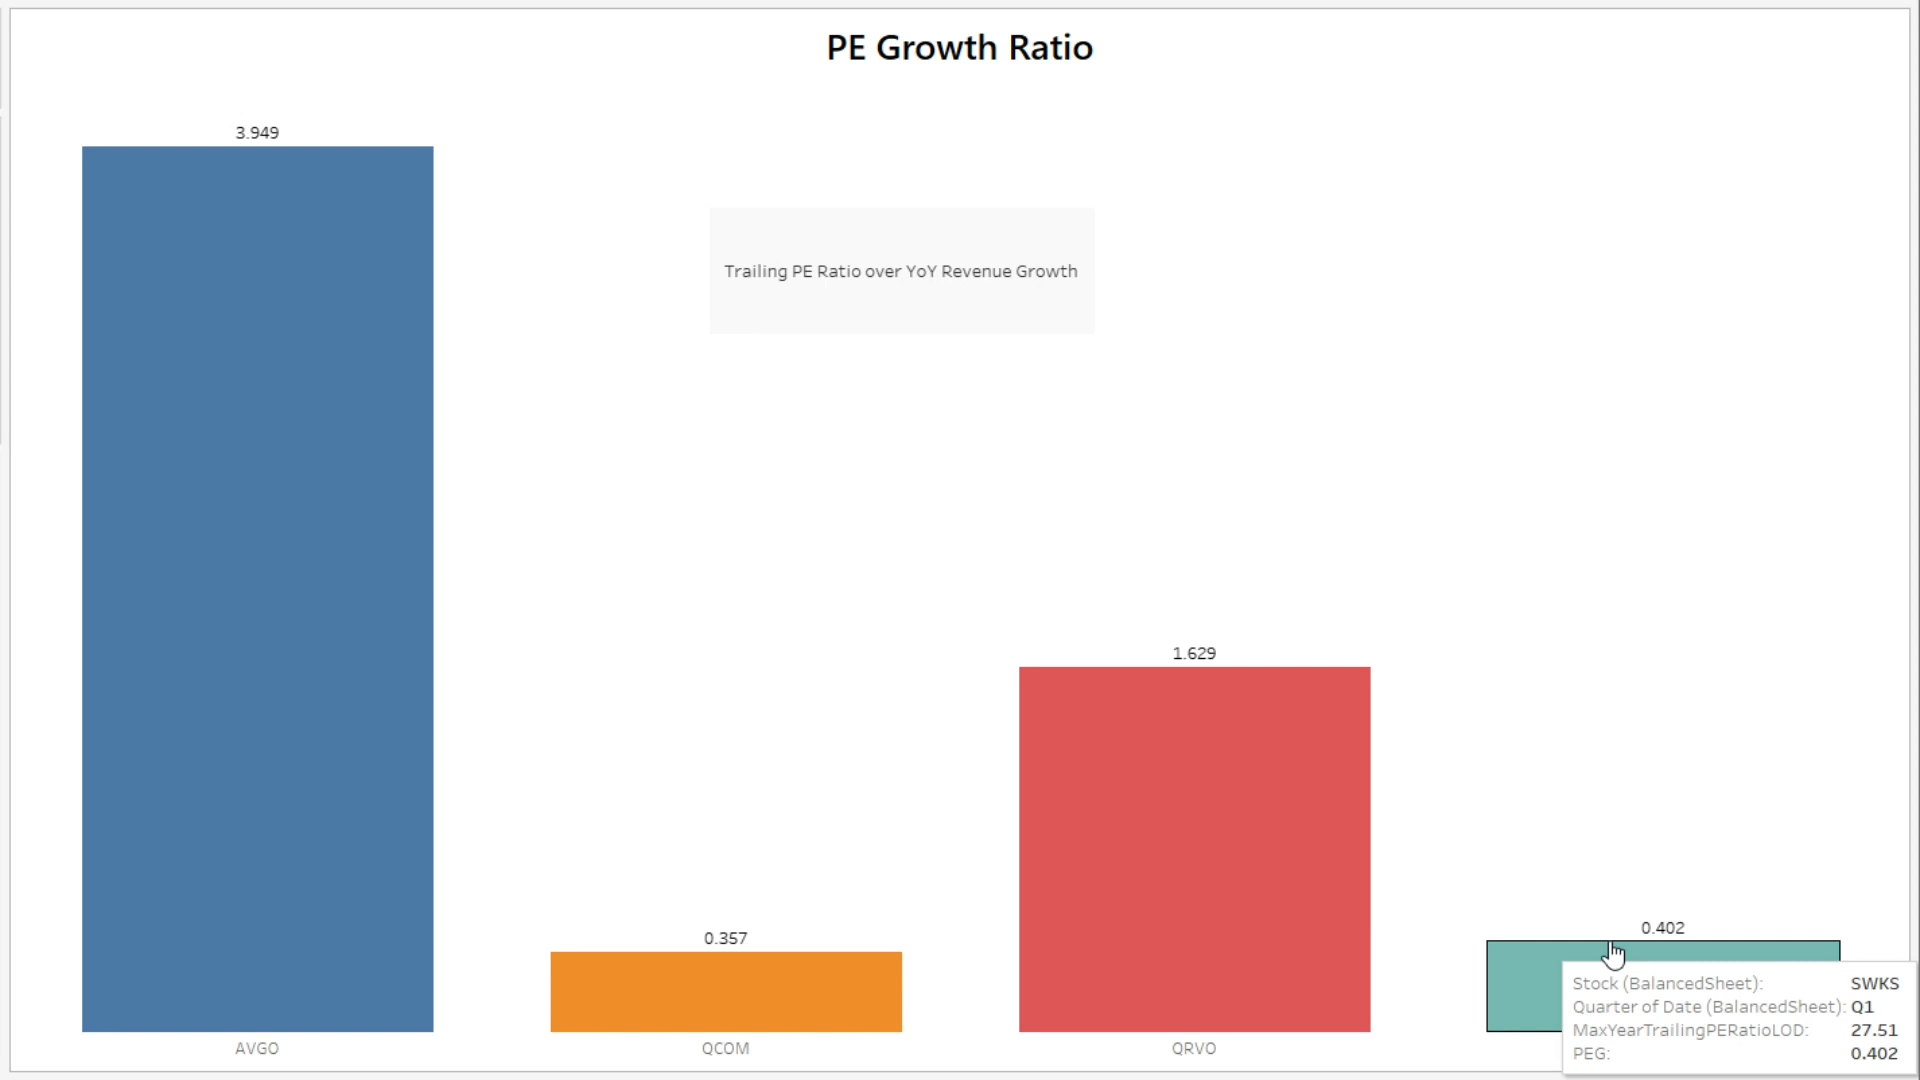 PE Growth Ratio
3.949
Trailing PE Ratio over YoY Revenue Growth
1.629
0.357
0.402
Stock (BalancedSheet): SWKS
Quarter of Date (BalancedSheet): Q1
MaxYearTrailingPERatioLOD: 27.51
PEG: 0.402
AVGO QCOM QRVO